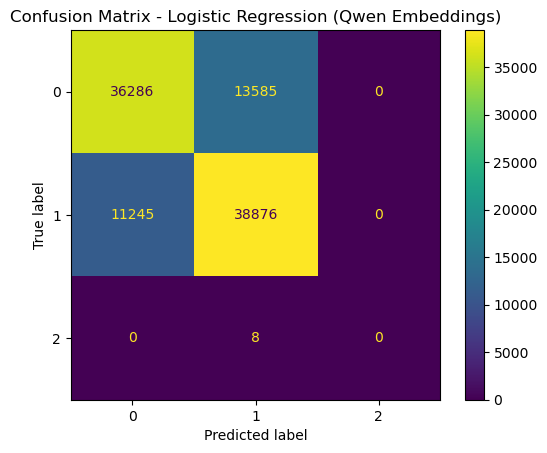 Confusion Matrix - Logistic Regression (Qwen Embeddings)
0 36286 13585 0
1 11245 38876 0
2 0 8 0
0 1 2
Predicted label
True label
35000
30000
25000
20000
15000
10000
5000
0